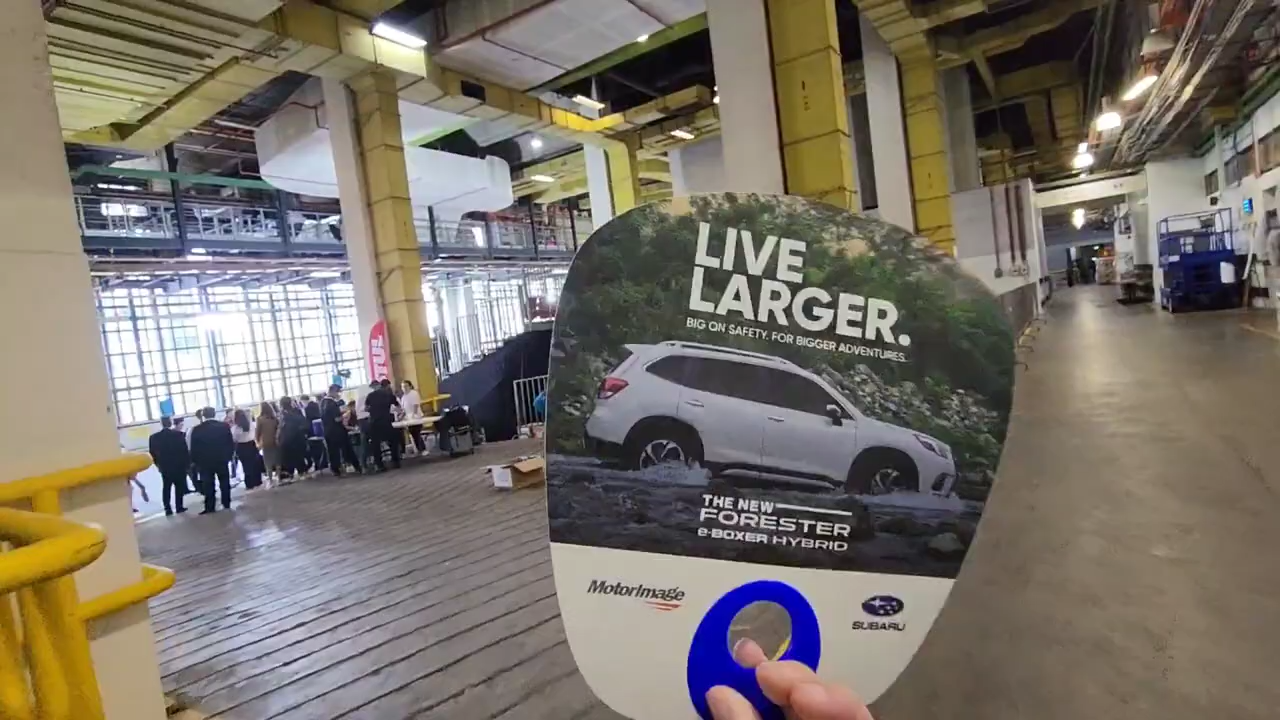 LIVE
LARGER.
BIG ON SAFETY. FOR BIGGER ADVENTURES.
THE NEW
FORESTER
e-BOXER HYBRID
MotorImage
SUBARU